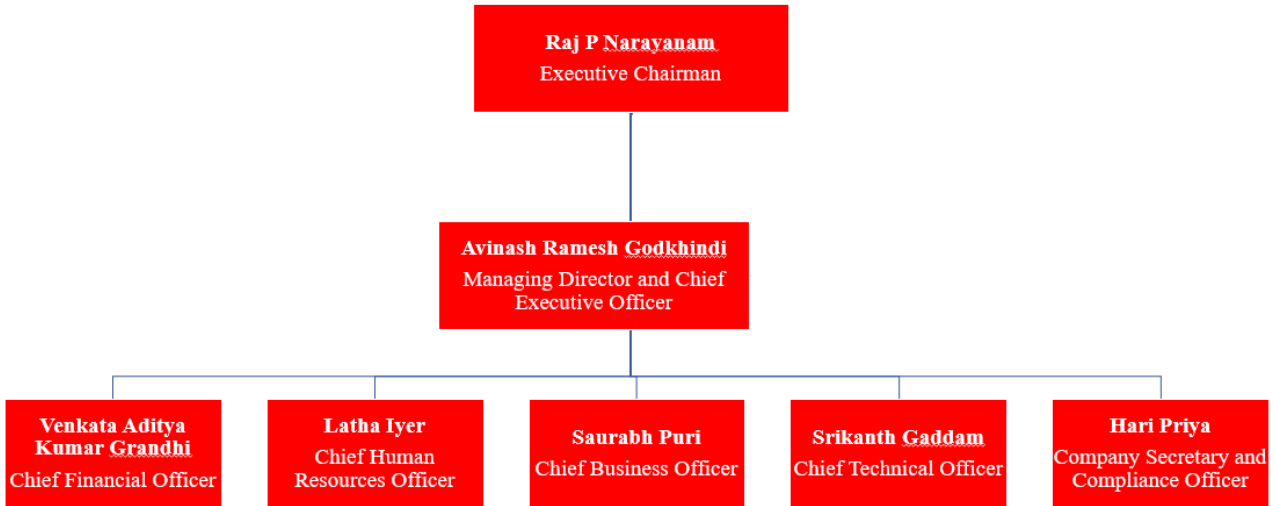 Raj P Narayanam
Executive Chairman
Avinash Ramesh Godkhindi
Managing Director and Chief
Executive Officer
Venkata Aditya
Kumar Grandhi
Chief Financial Officer
Latha Iyer
Chief Human
Resources Officer
Saurabh Puri
Chief Business Officer
Srikanth Gaddam
Chief Technical Officer
Hari Priya
Company Secretary and
Compliance Officer